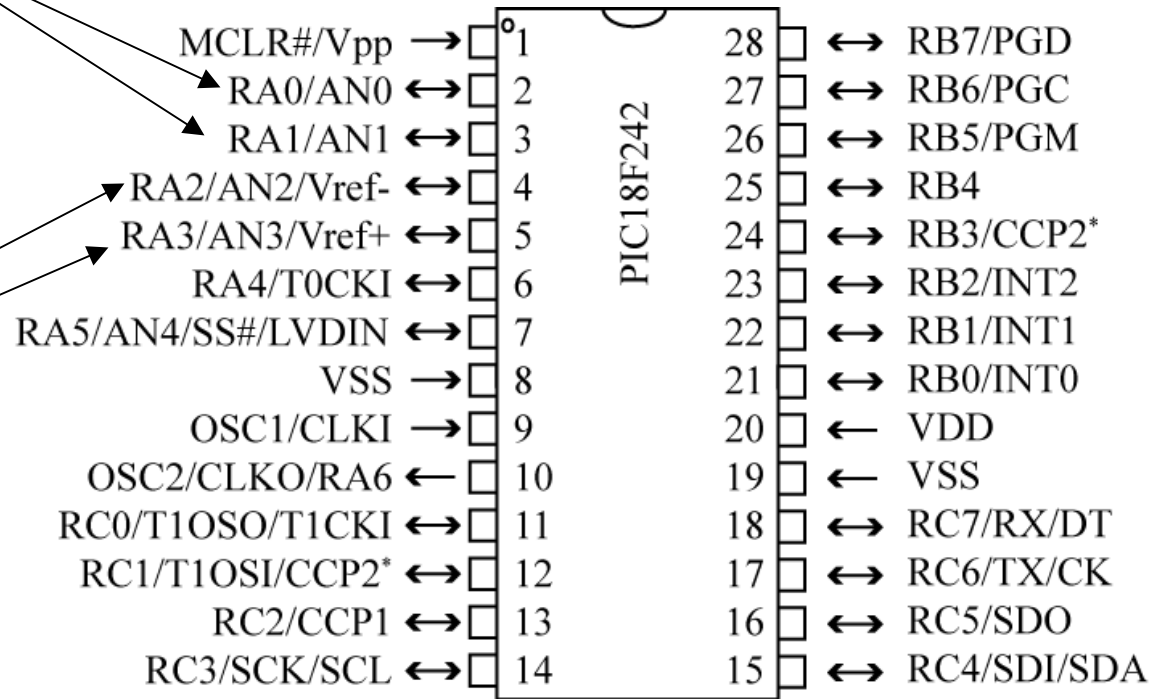 MCLR#/Vpp 1 28 RB7/PGD
RA0/AN0 2 27 RB6/PGC
RA1/AN1 3 26 RB5/PGM
RA2/AN2/Vref- 4 25 RB4
RA3/AN3/Vref+ 5 24 RB3/CCP2*
RA4/T0CKI 6 23 RB2/INT2
RA5/AN4/SS#/LVDIN 7 22 RB1/INT1
VSS 8 21 RB0/INT0
OSC1/CLKI 9 20 VDD
OSC2/CLKO/RA6 10 19 VSS
RC0/T1OSO/T1CKI 11 18 RC7/RX/DT
RC1/T1OSI/CCP2* 12 17 RC6/TX/CK
RC2/CCP1 13 16 RC5/SDO
RC3/SCK/SCL 14 15 RC4/SDI/SDA
PIC18F242